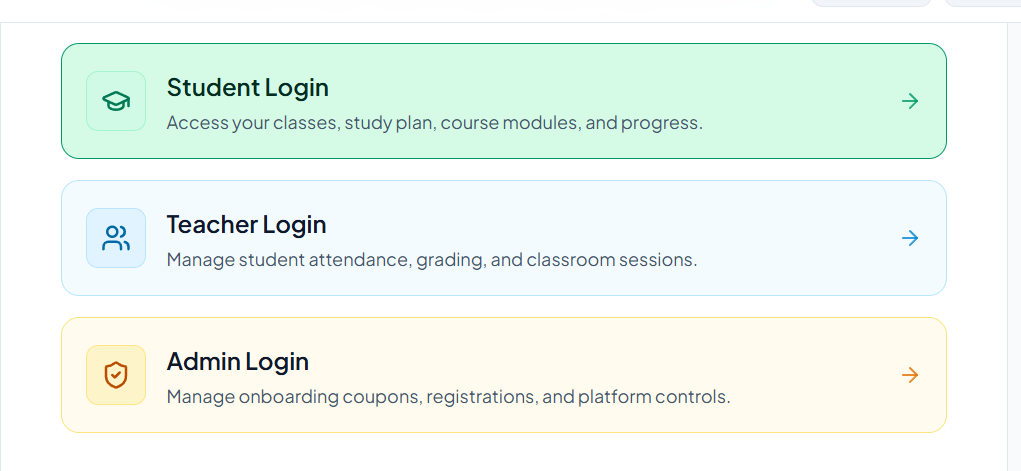 Student Login
Access your classes, study plan, course modules, and progress.
Teacher Login
Manage student attendance, grading, and classroom sessions.
Admin Login
Manage onboarding coupons, registrations, and platform controls.